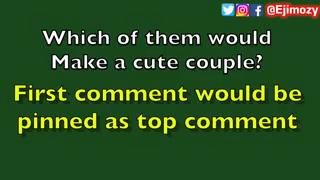 @Ejimozy
Which of them would
Make a cute couple?
First comment would be
pinned as top comment